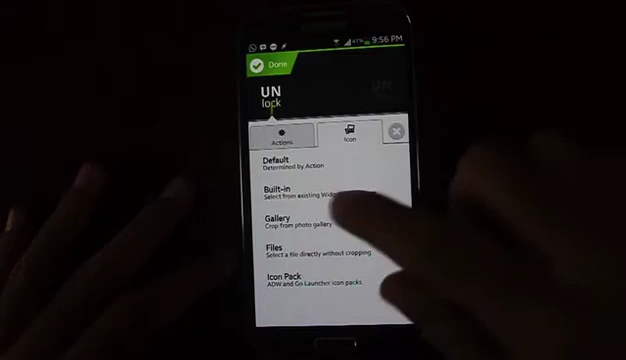 41% 9:56 PM
Done
UN
lock
Actions
Icon
Default
Determined by Action
Built-in
Select from existing
Gallery
Crop from photo gallery
Files
Select a file directly without cropping
Icon Pack
ADW and Go Launcher icon packs